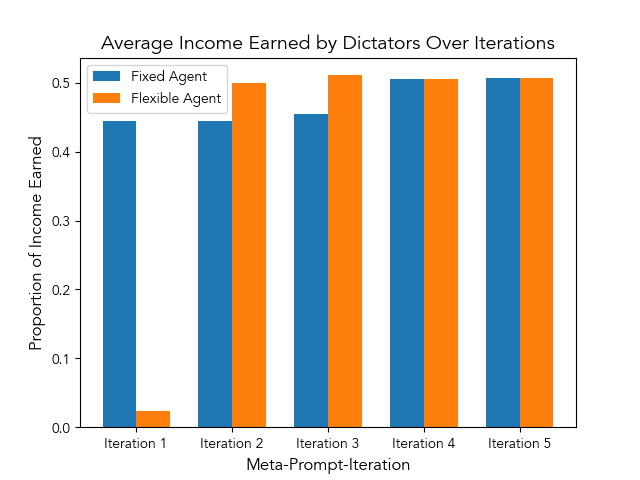 Average Income Earned by Dictators Over Iterations
Fixed Agent
Flexible Agent
Proportion of Income Earned
0.5
0.4
0.3
0.2
0.1
0.0
Iteration 1 Iteration 2 Iteration 3 Iteration 4 Iteration 5
Meta-Prompt-Iteration